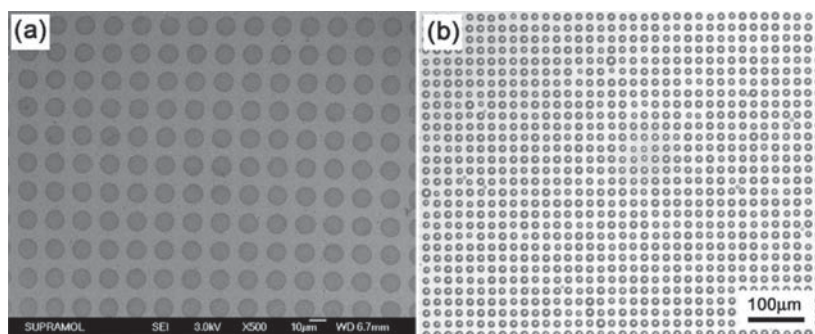 (a)
(b)
SUPRAMOL SEI 3.0kV X500 10μm WD 6.7mm
100μm